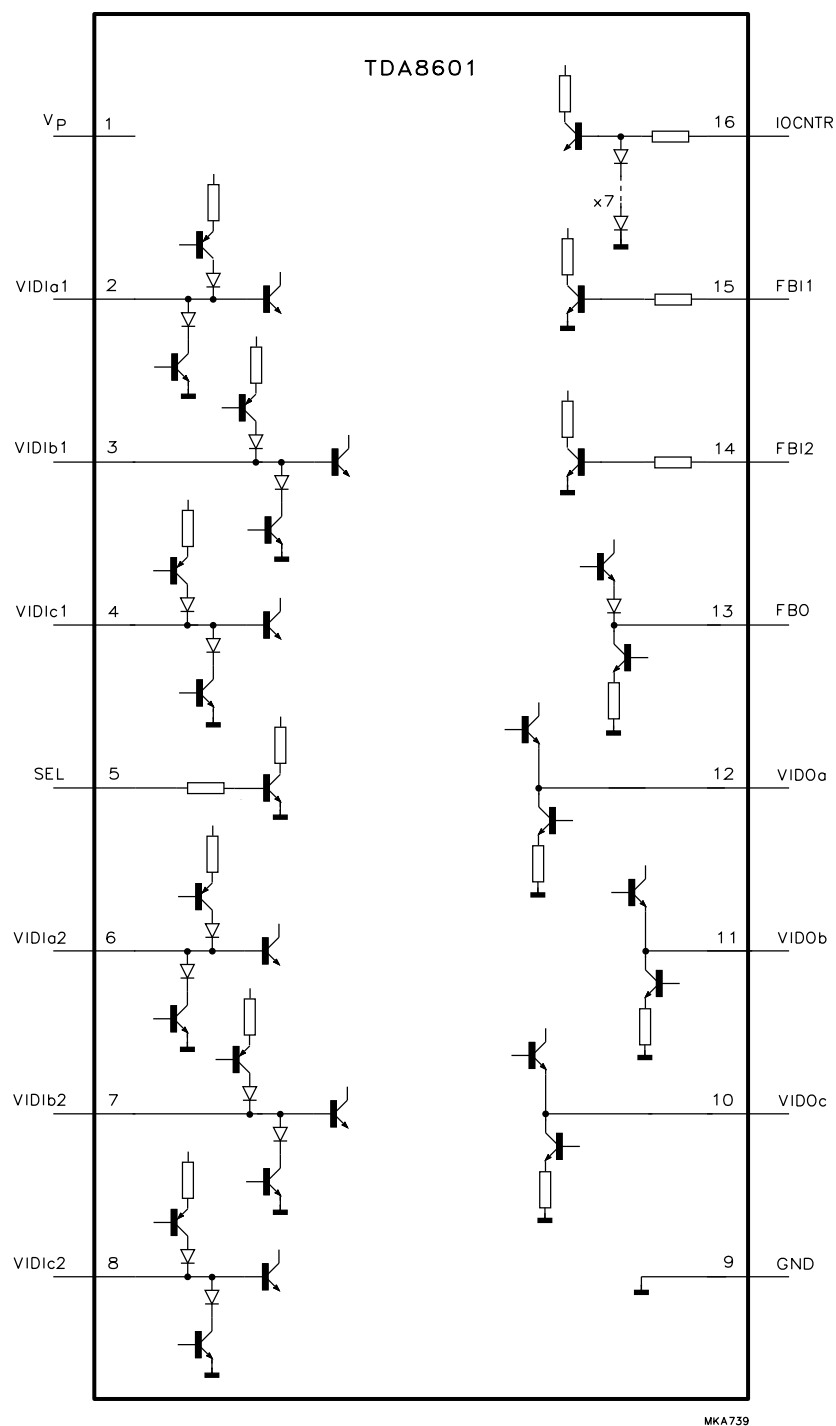 TDA8601
VP 1
16 IOCNTR
x7
VIDIa1 2
15 FBI1
VIDIb1 3
14 FBI2
VIDIc1 4
13 FBO
SEL 5
12 VIDOa
VIDIa2 6
11 VIDOb
VIDIb2 7
10 VIDOc
VIDIc2 8
9 GND
MKA739